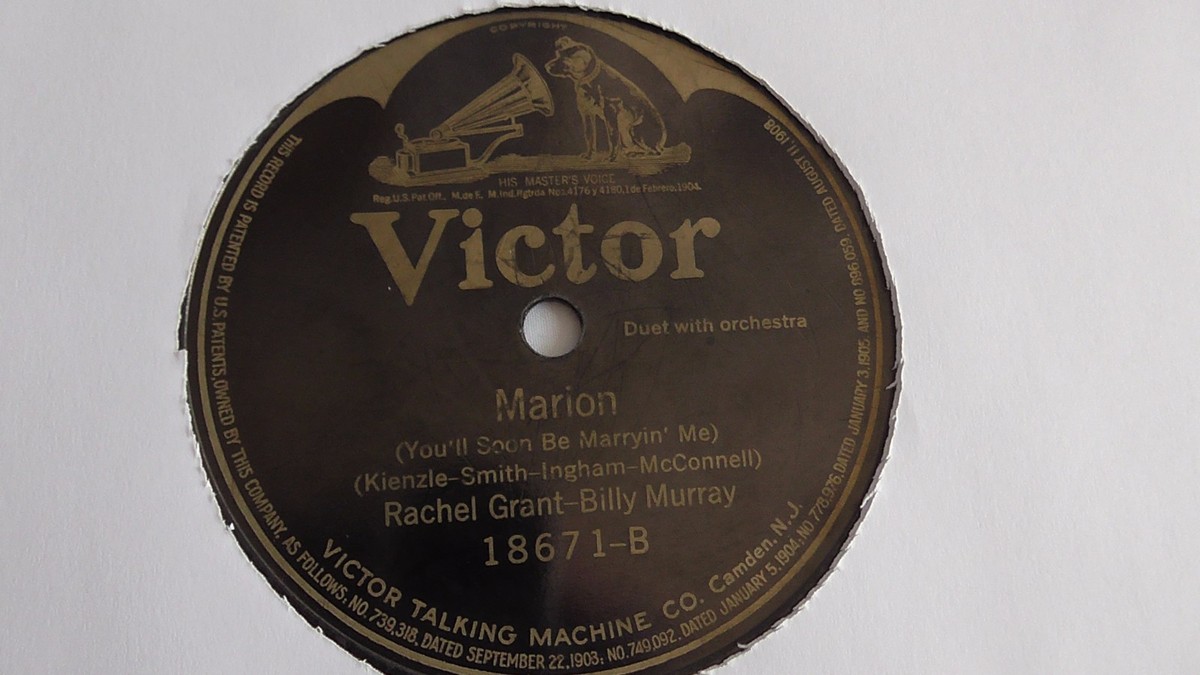 COPYRIGHT
HIS MASTER'S VOICE
Reg. U.S. Pat. Off. M. de F. M. Ind. Rgtrda Nos. 4176 y 4180, 1 de Febrero, 1904.
Victor
Duet with orchestra
Marion
(You'll Soon Be Marryin' Me)
(Kienzle-Smith-Ingham-McConnell)
Rachel Grant-Billy Murray
18671-B
VICTOR TALKING MACHINE CO. Camden, N.J.
THIS RECORD IS PATENTED BY U.S. PATENTS, OWNED BY THIS COMPANY, AS FOLLOWS: NO. 739,318, DATED SEPTEMBER 22, 1903; NO. 749,092, DATED JANUARY 5, 1904; NO. 778,976, DATED JANUARY 3, 1905 AND NO. 896,059, DATED AUGUST 11, 1908